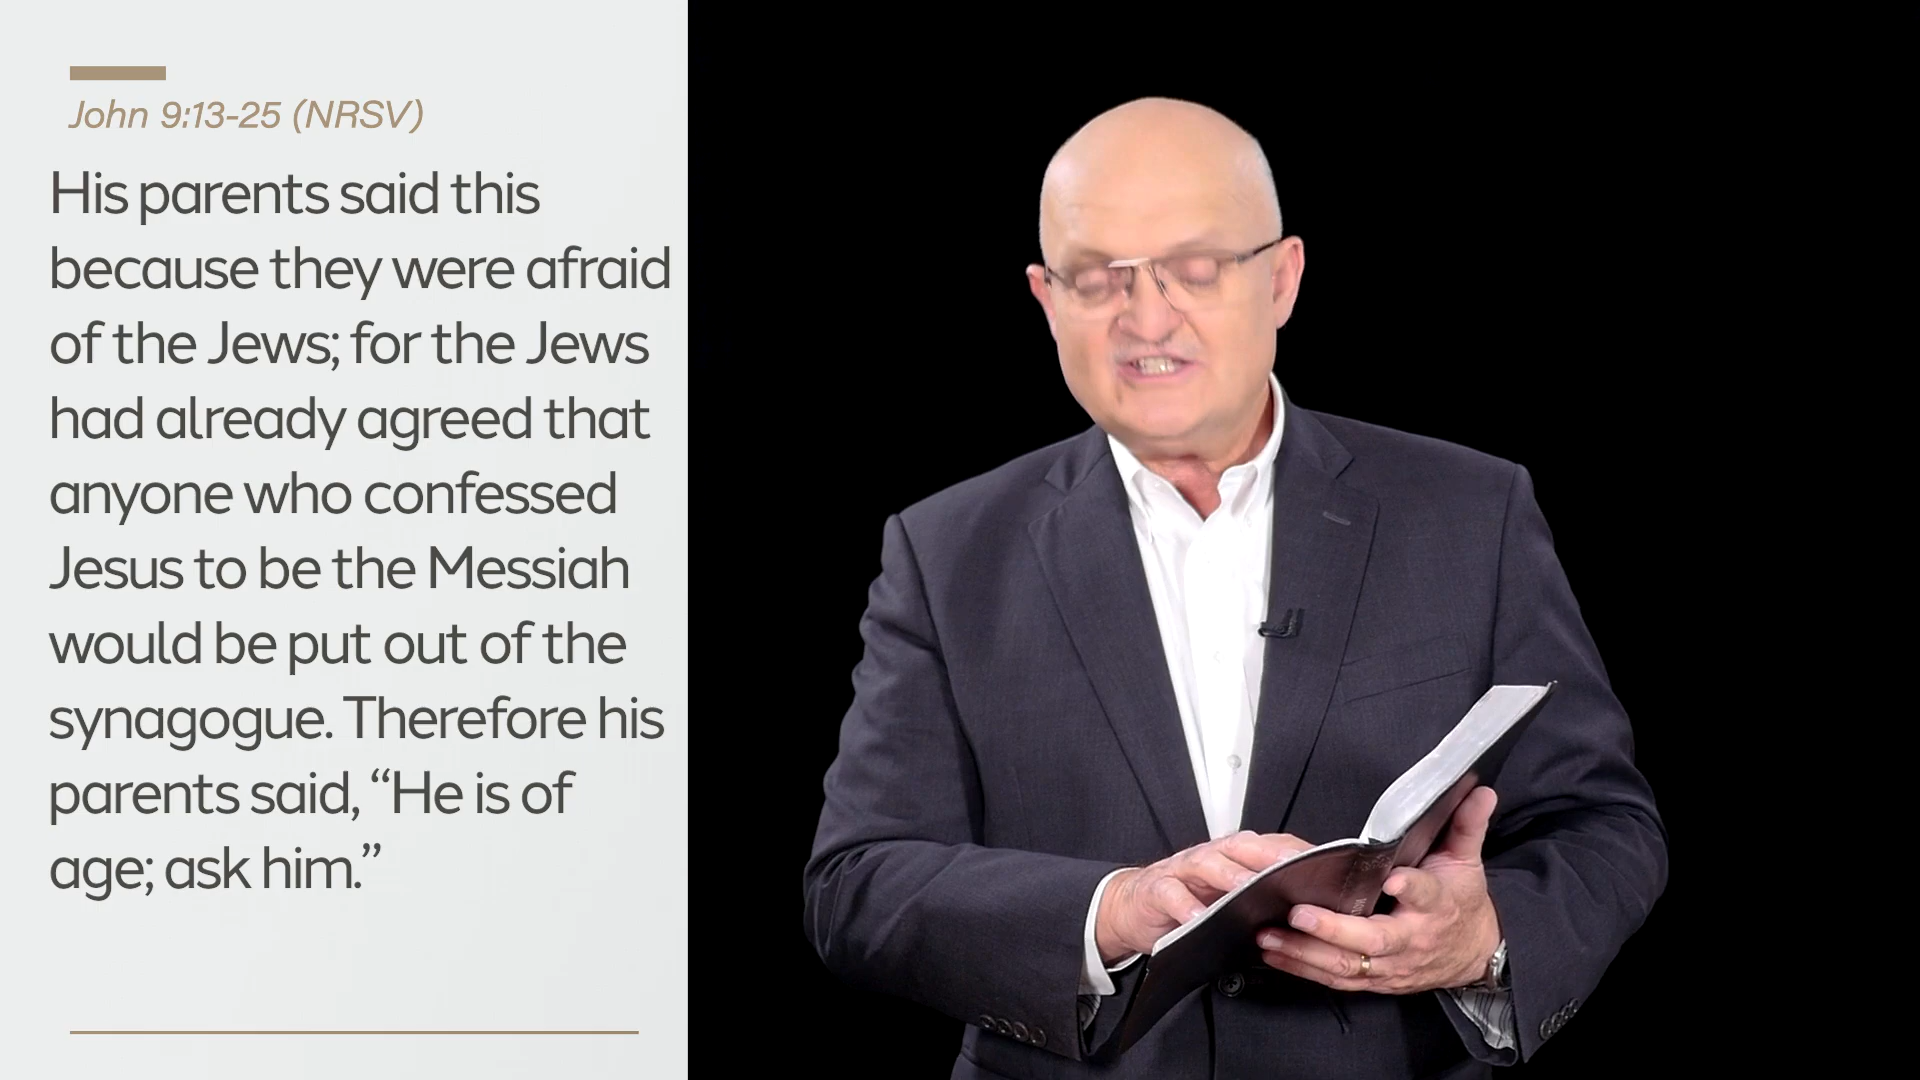 John 9:13-25 (NRSV)
His parents said this
because they were afraid
of the Jews; for the Jews
had already agreed that
anyone who confessed
Jesus to be the Messiah
would be put out of the
synagogue. Therefore his
parents said, “He is of
age; ask him.”